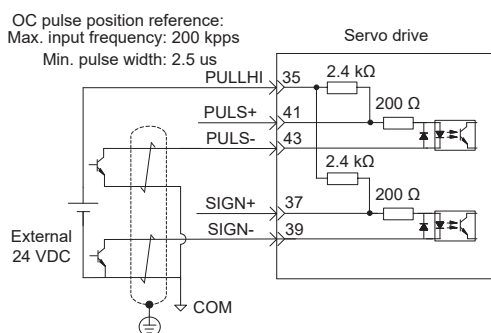 OC pulse position reference:
Max. input frequency: 200 kpps
Min. pulse width: 2.5 us
Servo drive
PULLHI 35
2.4 kΩ
PULS+ 41
200 Ω
PULS- 43
2.4 kΩ
200 Ω
SIGN+ 37
SIGN- 39
External
24 VDC
COM